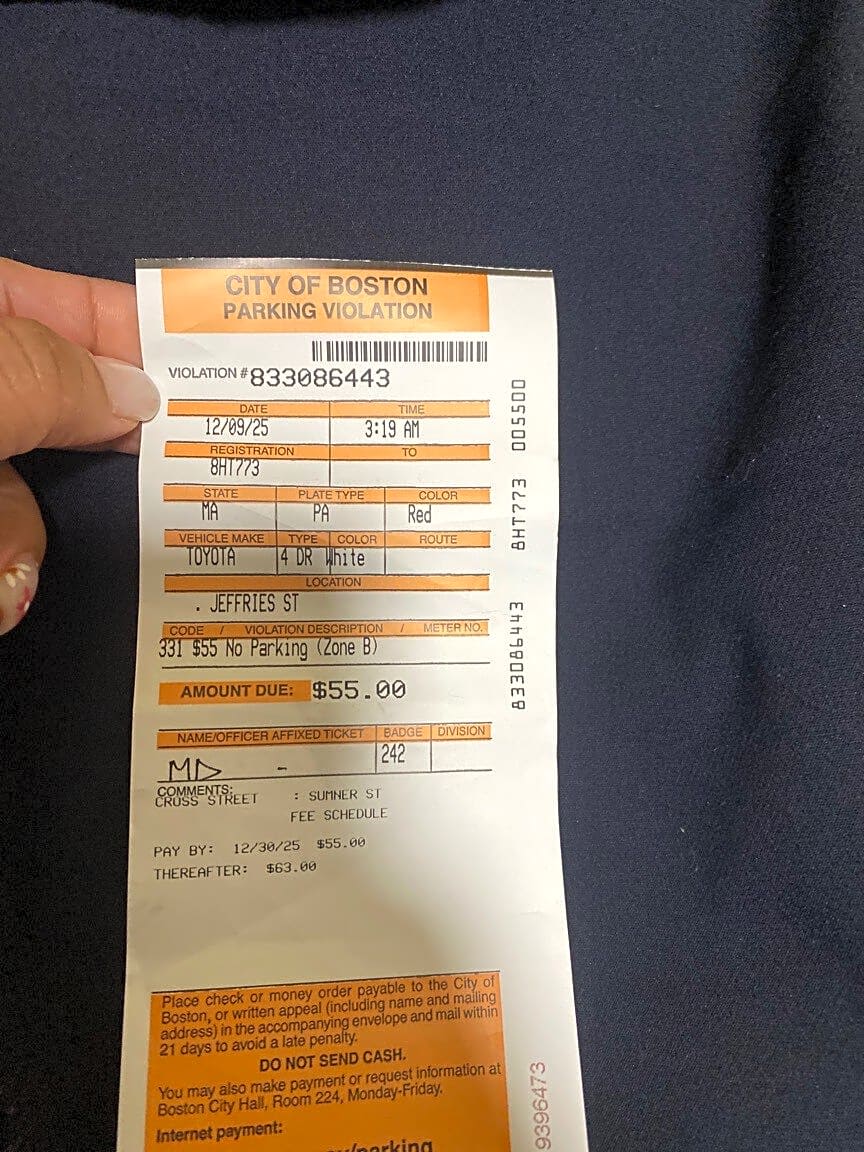 CITY OF BOSTON
PARKING VIOLATION
VIOLATION # 833086443
DATE TIME
12/09/25 3:19 AM
REGISTRATION TO
8HT773
STATE PLATE TYPE COLOR
MA PA Red
VEHICLE MAKE TYPE COLOR ROUTE
TOYOTA 4 DR White
LOCATION
. JEFFRIES ST
CODE / VIOLATION DESCRIPTION / METER NO.
331 $55 No Parking (Zone B)
AMOUNT DUE: $55.00
NAME/OFFICER AFFIXED TICKET BADGE DIVISION
MD - 242
COMMENTS:
CROSS STREET : SUMNER ST
FEE SCHEDULE
PAY BY: 12/30/25 $55.00
THEREAFTER: $63.00
Place check or money order payable to the City of
Boston, or written appeal (including name and mailing
address) in the accompanying envelope and mail within
21 days to avoid a late penalty.
DO NOT SEND CASH.
You may also make payment or request information at
Boston City Hall, Room 224, Monday-Friday.
Internet payment:
/parking
833086443 8HT773 005500
9396473